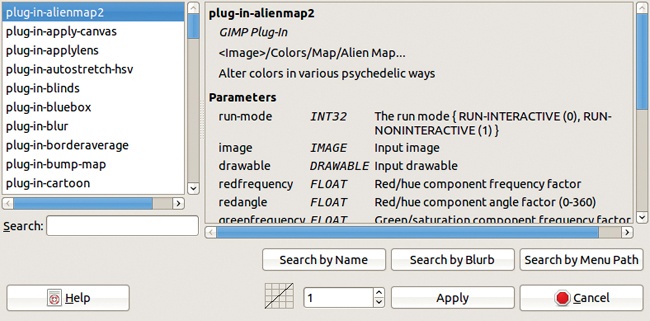 plug-in-alienmap2
plug-in-apply-canvas
plug-in-applylens
plug-in-autostretch-hsv
plug-in-blinds
plug-in-bluebox
plug-in-blur
plug-in-borderaverage
plug-in-bump-map
plug-in-cartoon
Search:
plug-in-alienmap2
GIMP Plug-In
<Image>/Colors/Map/Alien Map...
Alter colors in various psychedelic ways
Parameters
run-mode INT32 The run mode { RUN-INTERACTIVE (0), RUN-
NONINTERACTIVE (1) }
image IMAGE Input image
drawable DRAWABLE Input drawable
redfrequency FLOAT Red/hue component frequency factor
redangle FLOAT Red/hue component angle factor (0-360)
greenfrequency FLOAT Green/saturation component frequency factor
Search by Name Search by Blurb Search by Menu Path
Help 1 Apply Cancel